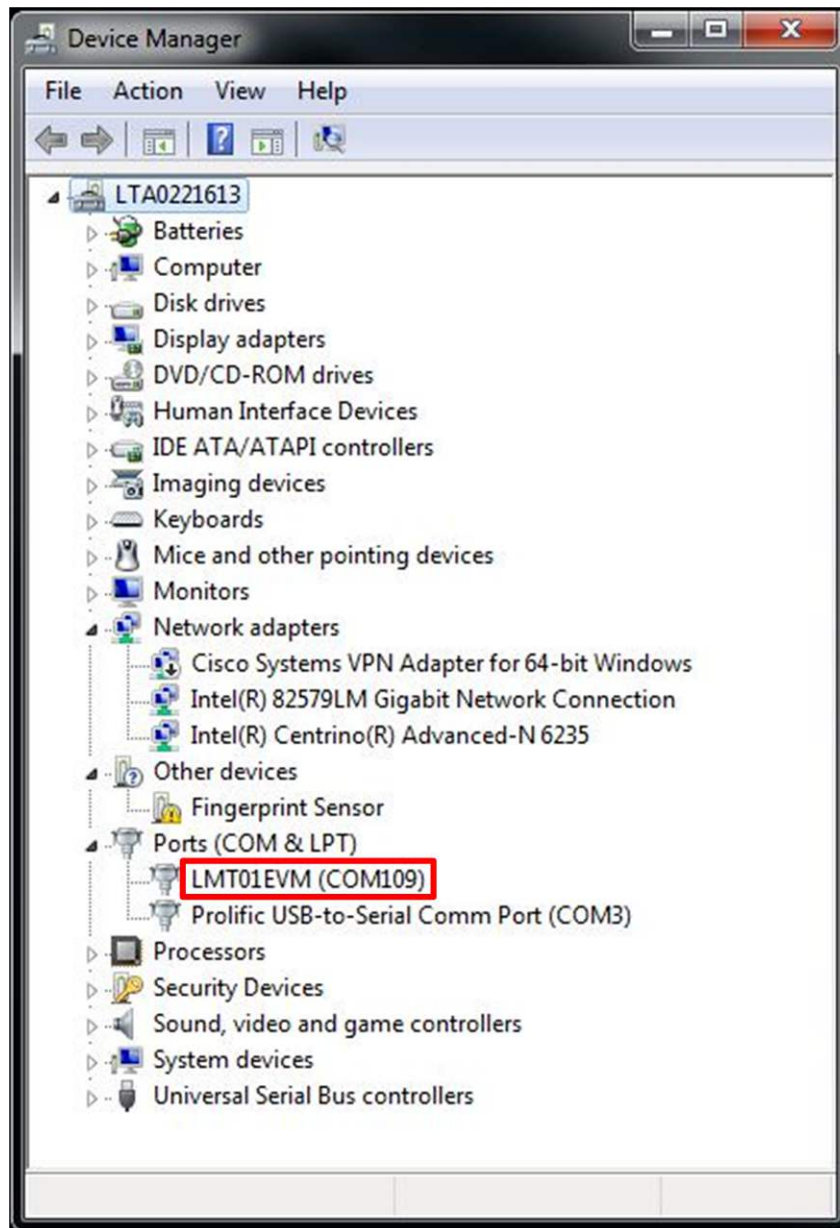 Device Manager
File Action View Help
LTA0221613
Batteries
Computer
Disk drives
Display adapters
DVD/CD-ROM drives
Human Interface Devices
IDE ATA/ATAPI controllers
Imaging devices
Keyboards
Mice and other pointing devices
Monitors
Network adapters
Cisco Systems VPN Adapter for 64-bit Windows
Intel(R) 82579LM Gigabit Network Connection
Intel(R) Centrino(R) Advanced-N 6235
Other devices
Fingerprint Sensor
Ports (COM & LPT)
LMT01EVM (COM109)
Prolific USB-to-Serial Comm Port (COM3)
Processors
Security Devices
Sound, video and game controllers
System devices
Universal Serial Bus controllers